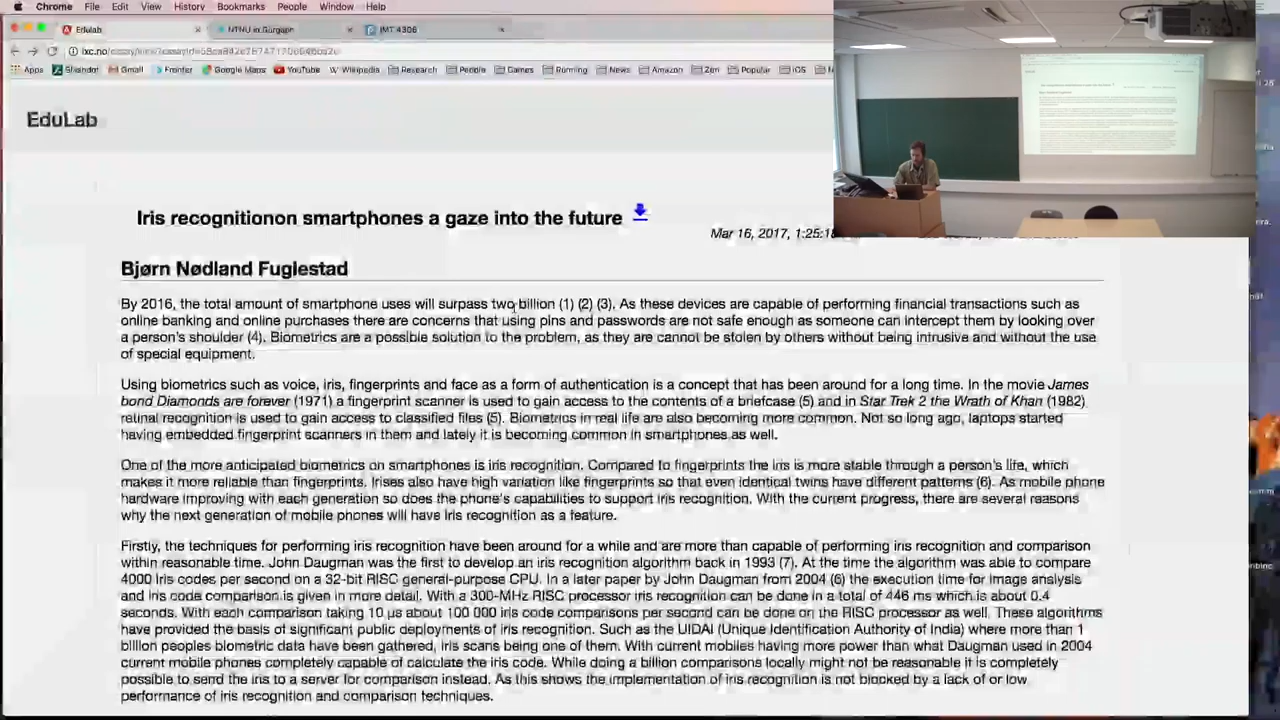 Chrome File Edit View History Bookmarks People Window Help
Edulab NTNU in Gurgaon IMT 4306
Apps Slashdot Gmail Fronter Google Maps YouTube Wikipedia Research People Games Running News Amazon Zen Popular iOS
EduLab
Iris recognitionon smartphones a gaze into the future
Mar 16, 2017, 1:25:18
Bjørn Nødland Fuglestad
By 2016, the total amount of smartphone uses will surpass two billion (1) (2) (3). As these devices are capable of performing financial transactions such as
online banking and online purchases there are concerns that using pins and passwords are not safe enough as someone can intercept them by looking over
a person's shoulder (4). Biometrics are a possible solution to the problem, as they are cannot be stolen by others without being intrusive and without the use
of special equipment.
Using biometrics such as voice, iris, fingerprints and face as a form of authentication is a concept that has been around for a long time. In the movie James
bond Diamonds are forever (1971) a fingerprint scanner is used to gain access to the contents of a briefcase (5) and in Star Trek 2 the Wrath of Khan (1982)
retinal recognition is used to gain access to classified files (5). Biometrics in real life are also becoming more common. Not so long ago, laptops started
having embedded fingerprint scanners in them and lately it is becoming common in smartphones as well.
One of the more anticipated biometrics on smartphones is iris recognition. Compared to fingerprints the iris is more stable through a person's life, which
makes it more reliable than fingerprints. Irises also have high variation like fingerprints so that even identical twins have different patterns (6). As mobile phone
hardware improving with each generation so does the phone's capabilities to support iris recognition. With the current progress, there are several reasons
why the next generation of mobile phones will have Iris recognition as a feature.
Firstly, the techniques for performing iris recognition have been around for a while and are more than capable of performing iris recognition and comparison
within reasonable time. John Daugman was the first to develop an iris recognition algorithm back in 1993 (7). At the time the algorithm was able to compare
4000 Iris codes per second on a 32-bit RISC general-purpose CPU. In a later paper by John Daugman from 2004 (6) the execution time for image analysis
and iris code comparison is given in more detail. With a 300-MHz RISC processor iris recognition can be done in a total of 446 ms which is about 0.4
seconds. With each comparison taking 10 µs about 100 000 iris code comparisons per second can be done on the RISC processor as well. These algorithms
have provided the basis of significant public deployments of iris recognition. Such as the UIDAI (Unique Identification Authority of India) where more than 1
billion peoples biometric data have been gathered, iris scans being one of them. With current mobiles having more power than what Daugman used in 2004
current mobile phones completely capable of calculate the iris code. While doing a billion comparisons locally might not be reasonable it is completely
possible to send the iris to a server for comparison instead. As this shows the implementation of iris recognition is not blocked by a lack of or low
performance of iris recognition and comparison techniques.